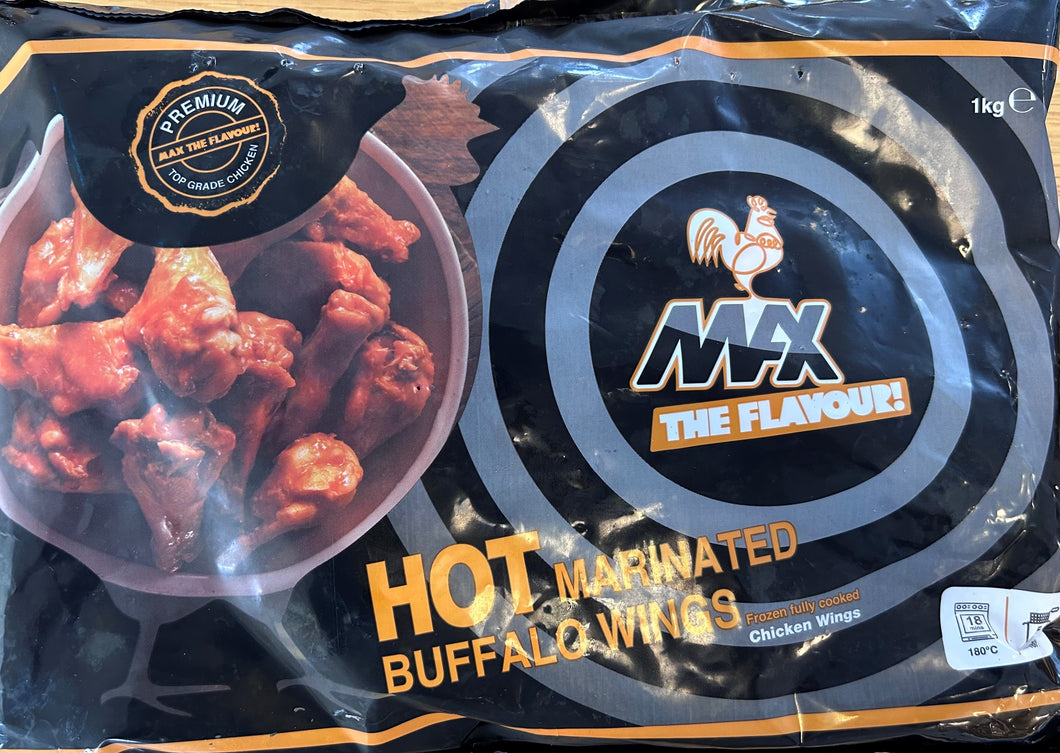 PREMIUM
MAX THE FLAVOUR!
TOP GRADE CHICKEN
1kg ℮
MAX
THE FLAVOUR!
HOT MARINATED
BUFFALO WINGS
Frozen fully cooked
Chicken Wings
18
mins
180°C